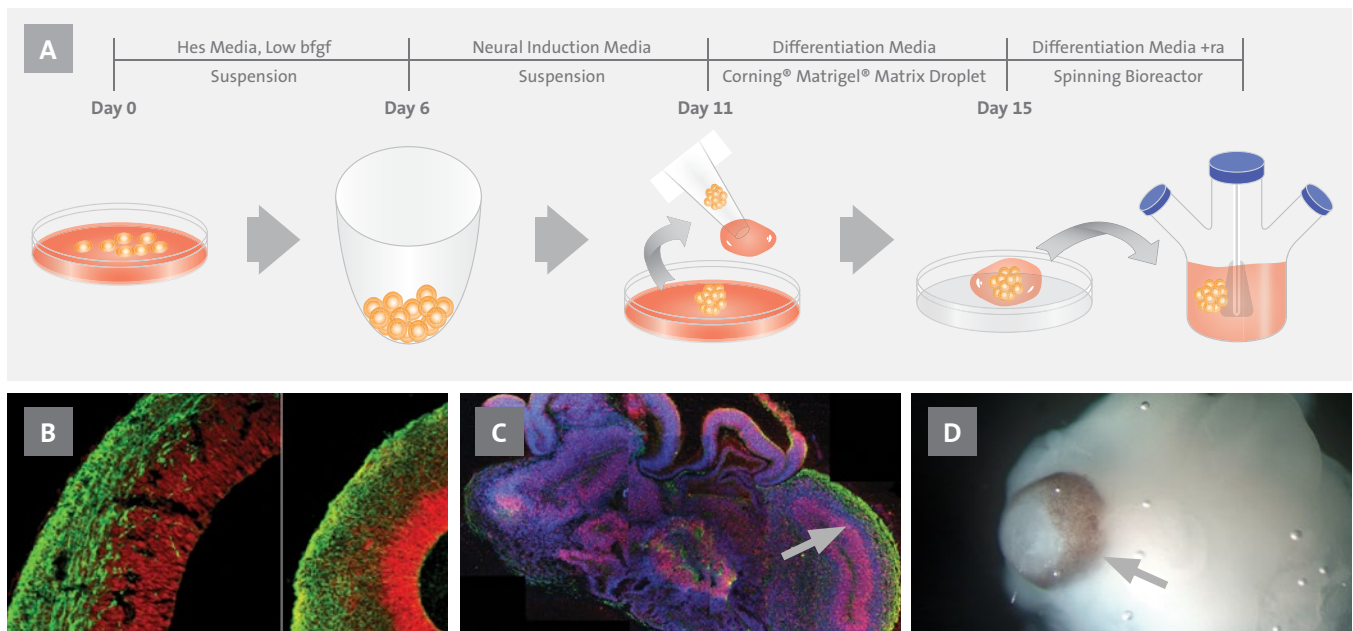 A
Hes Media, Low bfgf
Neural Induction Media
Differentiation Media
Differentiation Media +ra
Suspension
Suspension
Corning® Matrigel® Matrix Droplet
Spinning Bioreactor
Day 0
Day 6
Day 11
Day 15
B
C
D